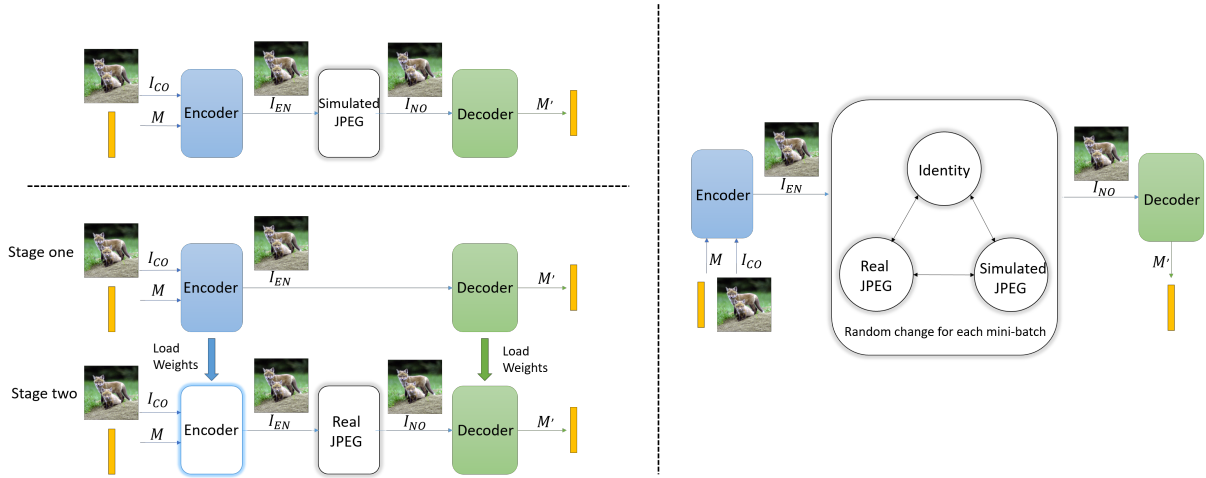 I_CO
M
Encoder
I_EN
Simulated
JPEG
I_NO
Decoder
M'
Stage one
I_CO
M
Encoder
I_EN
Decoder
M'
Load
Weights
Load
Weights
Stage two
I_CO
M
Encoder
I_EN
Real
JPEG
I_NO
Decoder
M'
Encoder
M
I_CO
I_EN
Identity
Real
JPEG
Simulated
JPEG
Random change for each mini-batch
I_NO
Decoder
M'